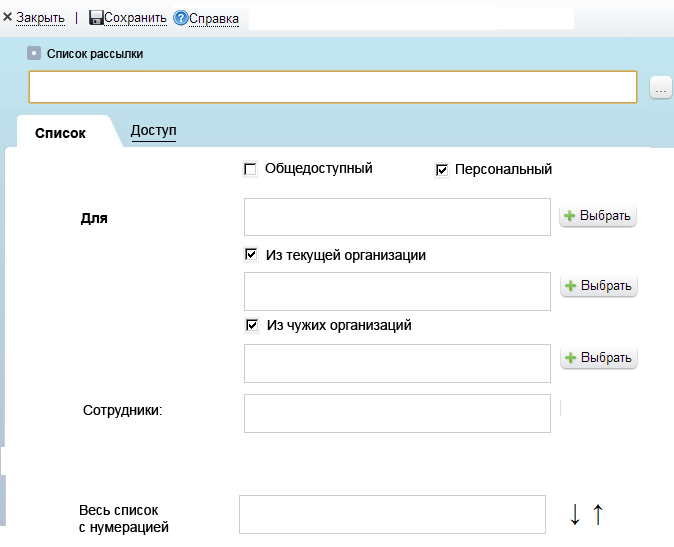 Закрыть | Сохранить Справка
Список рассылки
...
Список Доступ
Общедоступный Персональный
Для Выбрать
Из текущей организации
Выбрать
Из чужих организаций
Выбрать
Сотрудники:
Весь список
с нумерацией